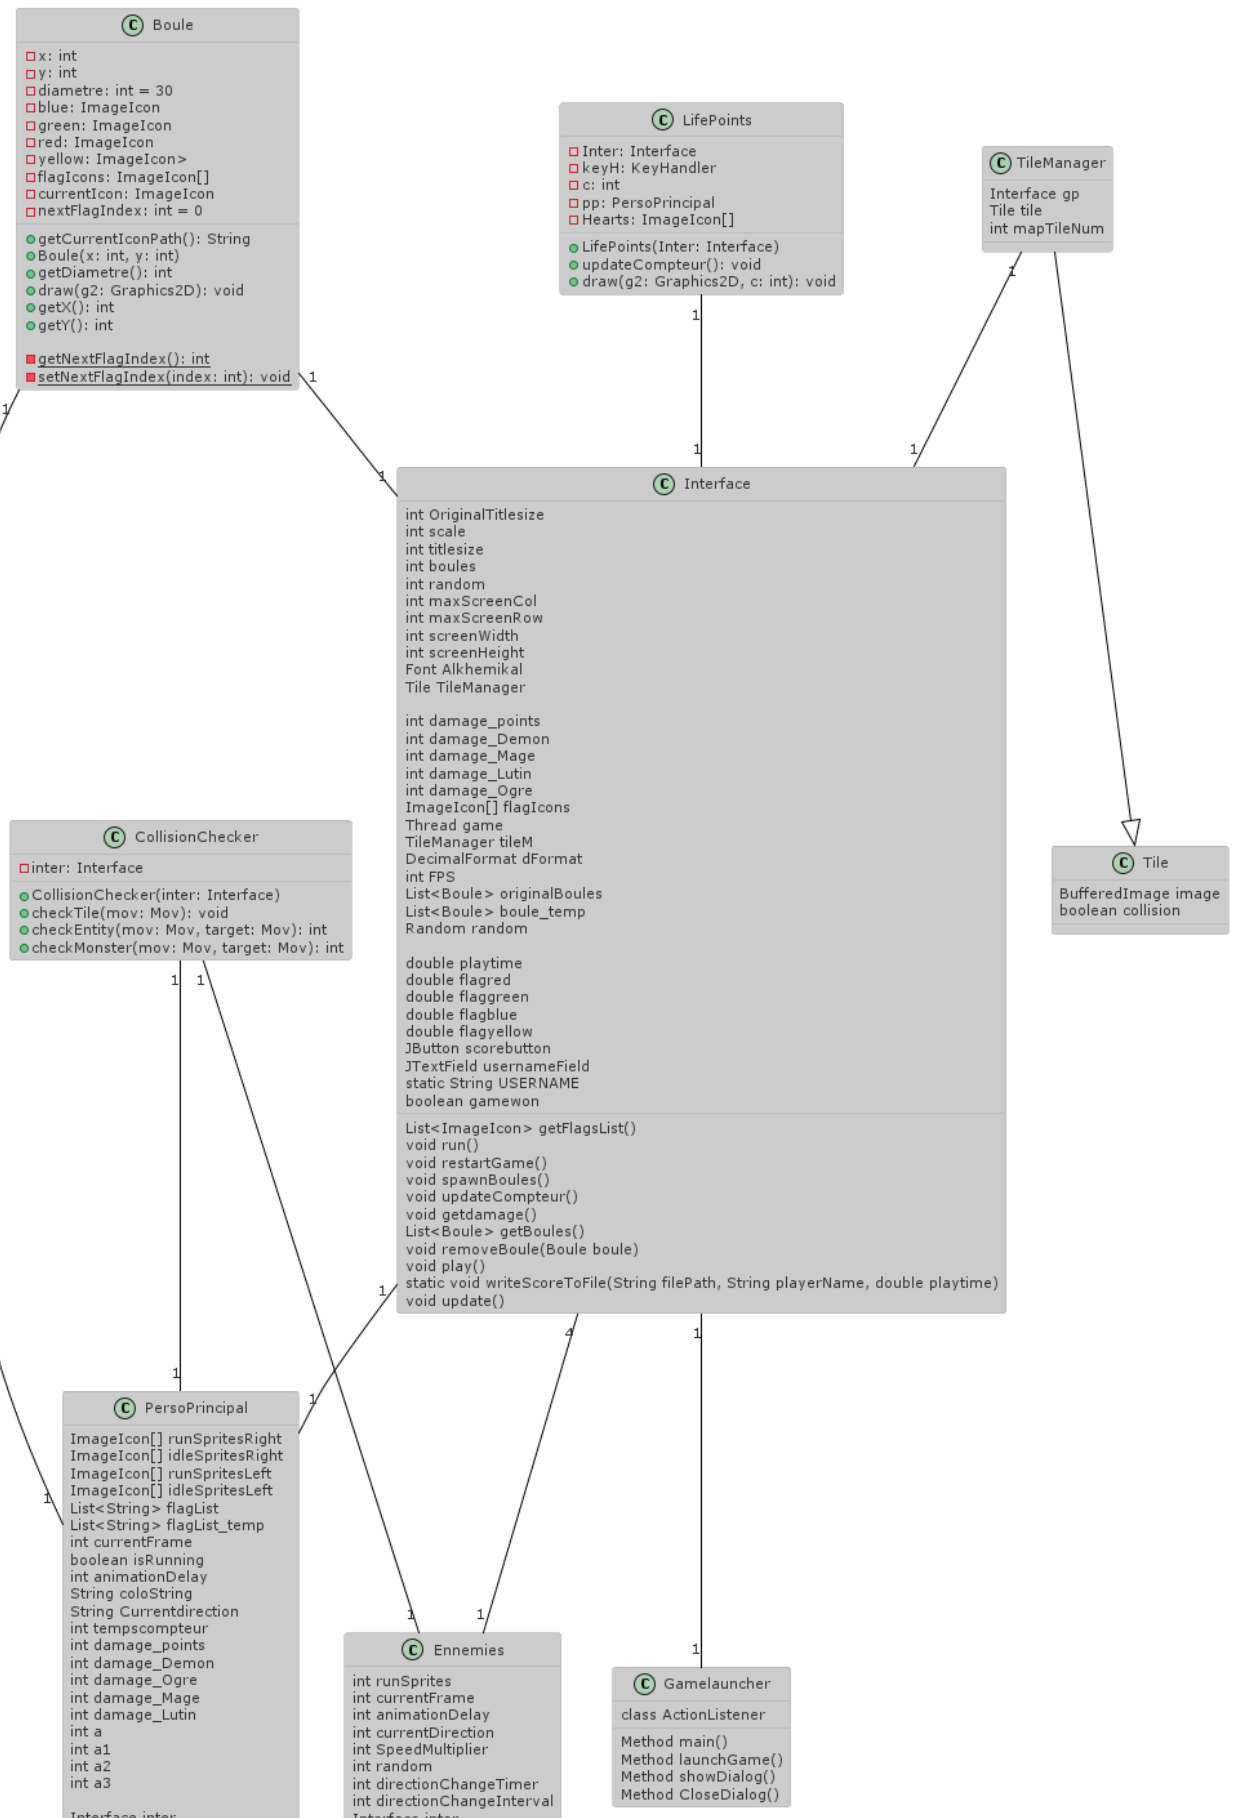 C Boule
x: int
y: int
diametre: int = 30
blue: ImageIcon
green: ImageIcon
red: ImageIcon
yellow: ImageIcon>
flagIcons: ImageIcon[]
currentIcon: ImageIcon
nextFlagIndex: int = 0
getCurrentIconPath(): String
Boule(x: int, y: int)
getDiametre(): int
draw(g2: Graphics2D): void
getX(): int
getY(): int
getNextFlagIndex(): int
setNextFlagIndex(index: int): void
1
1
1
C LifePoints
Inter: Interface
keyH: KeyHandler
c: int
pp: PersoPrincipal
Hearts: ImageIcon[]
LifePoints(Inter: Interface)
updateCompteur(): void
draw(g2: Graphics2D, c: int): void
1
1
C TileManager
Interface gp
Tile tile
int mapTileNum
1
1
C Interface
int OriginalTitlesize
int scale
int titlesize
int boules
int random
int maxScreenCol
int maxScreenRow
int screenWidth
int screenHeight
Font Alkhemikal
Tile TileManager
int damage_points
int damage_Demon
int damage_Mage
int damage_Lutin
int damage_Ogre
ImageIcon[] flagIcons
Thread game
TileManager tileM
DecimalFormat dFormat
int FPS
List<Boule> originalBoules
List<Boule> boule_temp
Random random
double playtime
double flagred
double flaggreen
double flagblue
double flagyellow
JButton scorebutton
JTextField usernameField
static String USERNAME
boolean gamewon
List<ImageIcon> getFlagsList()
void run()
void restartGame()
void spawnBoules()
void updateCompteur()
void getdamage()
List<Boule> getBoules()
void removeBoule(Boule boule)
void play()
static void writeScoreToFile(String filePath, String playerName, double playtime)
void update()
C Tile
BufferedImage image
boolean collision
C CollisionChecker
inter: Interface
CollisionChecker(inter: Interface)
checkTile(mov: Mov): void
checkEntity(mov: Mov, target: Mov): int
checkMonster(mov: Mov, target: Mov): int
1 1
1
4
1
1
1
1
C PersoPrincipal
ImageIcon[] runSpritesRight
ImageIcon[] idleSpritesRight
ImageIcon[] runSpritesLeft
ImageIcon[] idleSpritesLeft
List<String> flagList
List<String> flagList_temp
int currentFrame
boolean isRunning
int animationDelay
String coloString
String Currentdirection
int tempscompteur
int damage_points
int damage_Demon
int damage_Ogre
int damage_Mage
int damage_Lutin
int a
int a1
int a2
int a3
Interface inter
1
1
1
1
C Ennemies
int runSprites
int currentFrame
int animationDelay
int currentDirection
int SpeedMultiplier
int random
int directionChangeTimer
int directionChangeInterval
Interface inter
C Gamelauncher
class ActionListener
Method main()
Method launchGame()
Method showDialog()
Method CloseDialog()